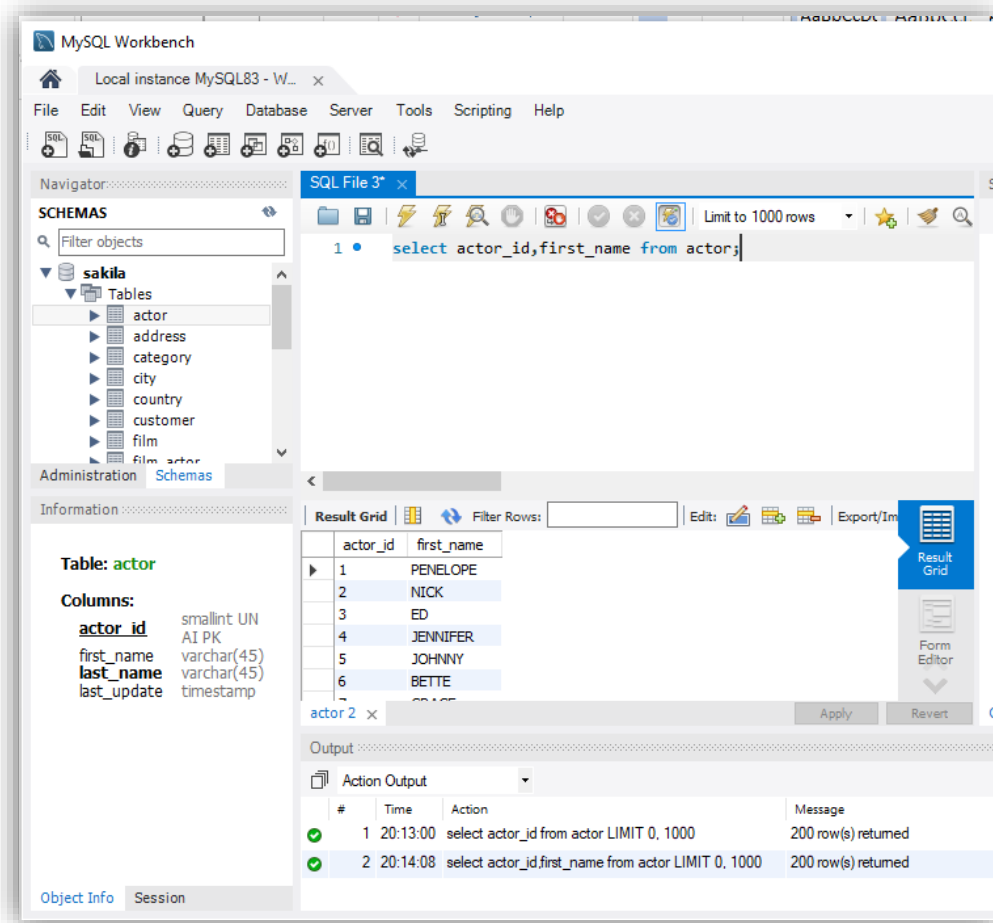 MySQL Workbench
Local instance MySQL83 - W... ×
File Edit View Query Database Server Tools Scripting Help
Navigator
SCHEMAS
Filter objects
sakila
Tables
actor
address
category
city
country
customer
film
film_actor
Administration Schemas
Information
Table: actor
Columns:
actor_id smallint UN
AI PK
first_name varchar(45)
last_name varchar(45)
last_update timestamp
Object Info Session
SQL File 3* ×
Limit to 1000 rows
1 select actor_id,first_name from actor;
Result Grid Filter Rows: Edit: Export/Im
actor_id first_name
1 PENELOPE
2 NICK
3 ED
4 JENNIFER
5 JOHNNY
6 BETTE
Result
Grid
Form
Editor
actor 2 × Apply Revert
Output
Action Output
# Time Action Message
1 20:13:00 select actor_id from actor LIMIT 0, 1000 200 row(s) returned
2 20:14:08 select actor_id,first_name from actor LIMIT 0, 1000 200 row(s) returned